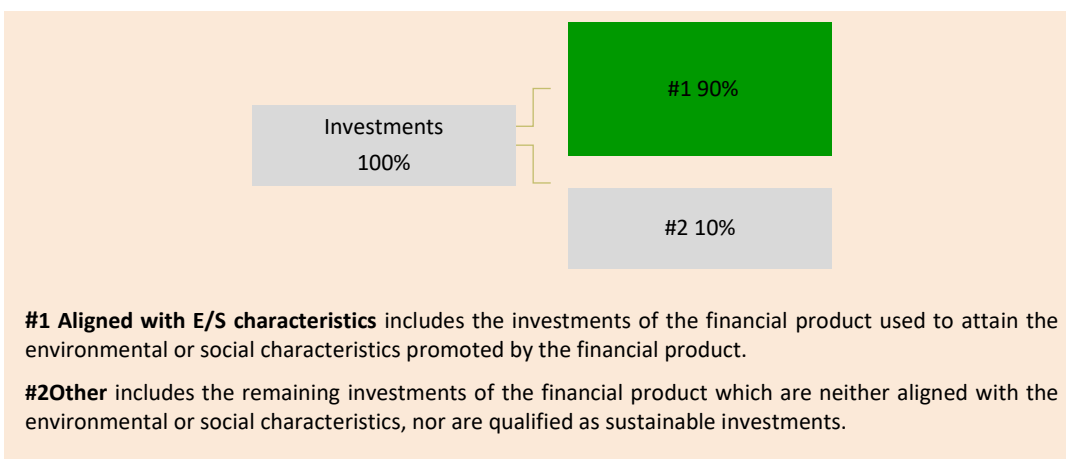 #1 90%
Investments
100%
#2 10%
#1 Aligned with E/S characteristics includes the investments of the financial product used to attain the
environmental or social characteristics promoted by the financial product.
#2Other includes the remaining investments of the financial product which are neither aligned with the
environmental or social characteristics, nor are qualified as sustainable investments.